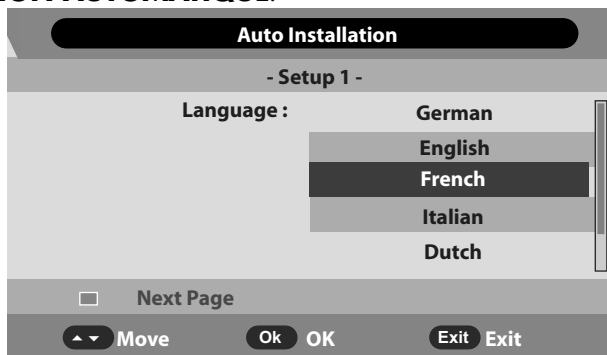 Auto Installation
- Setup 1 -
Language : German
English
French
Italian
Dutch
Next Page
Move Ok OK Exit Exit